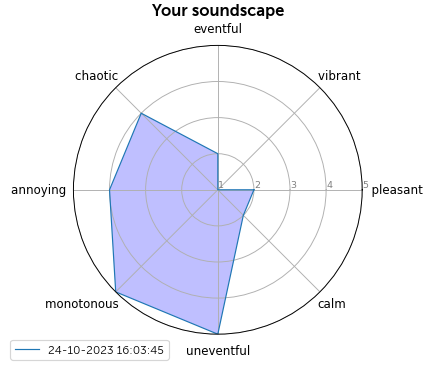 Your soundscape
eventful
chaotic
vibrant
annoying
1
2
3
4
5
pleasant
monotonous
calm
24-10-2023 16:03:45
uneventful